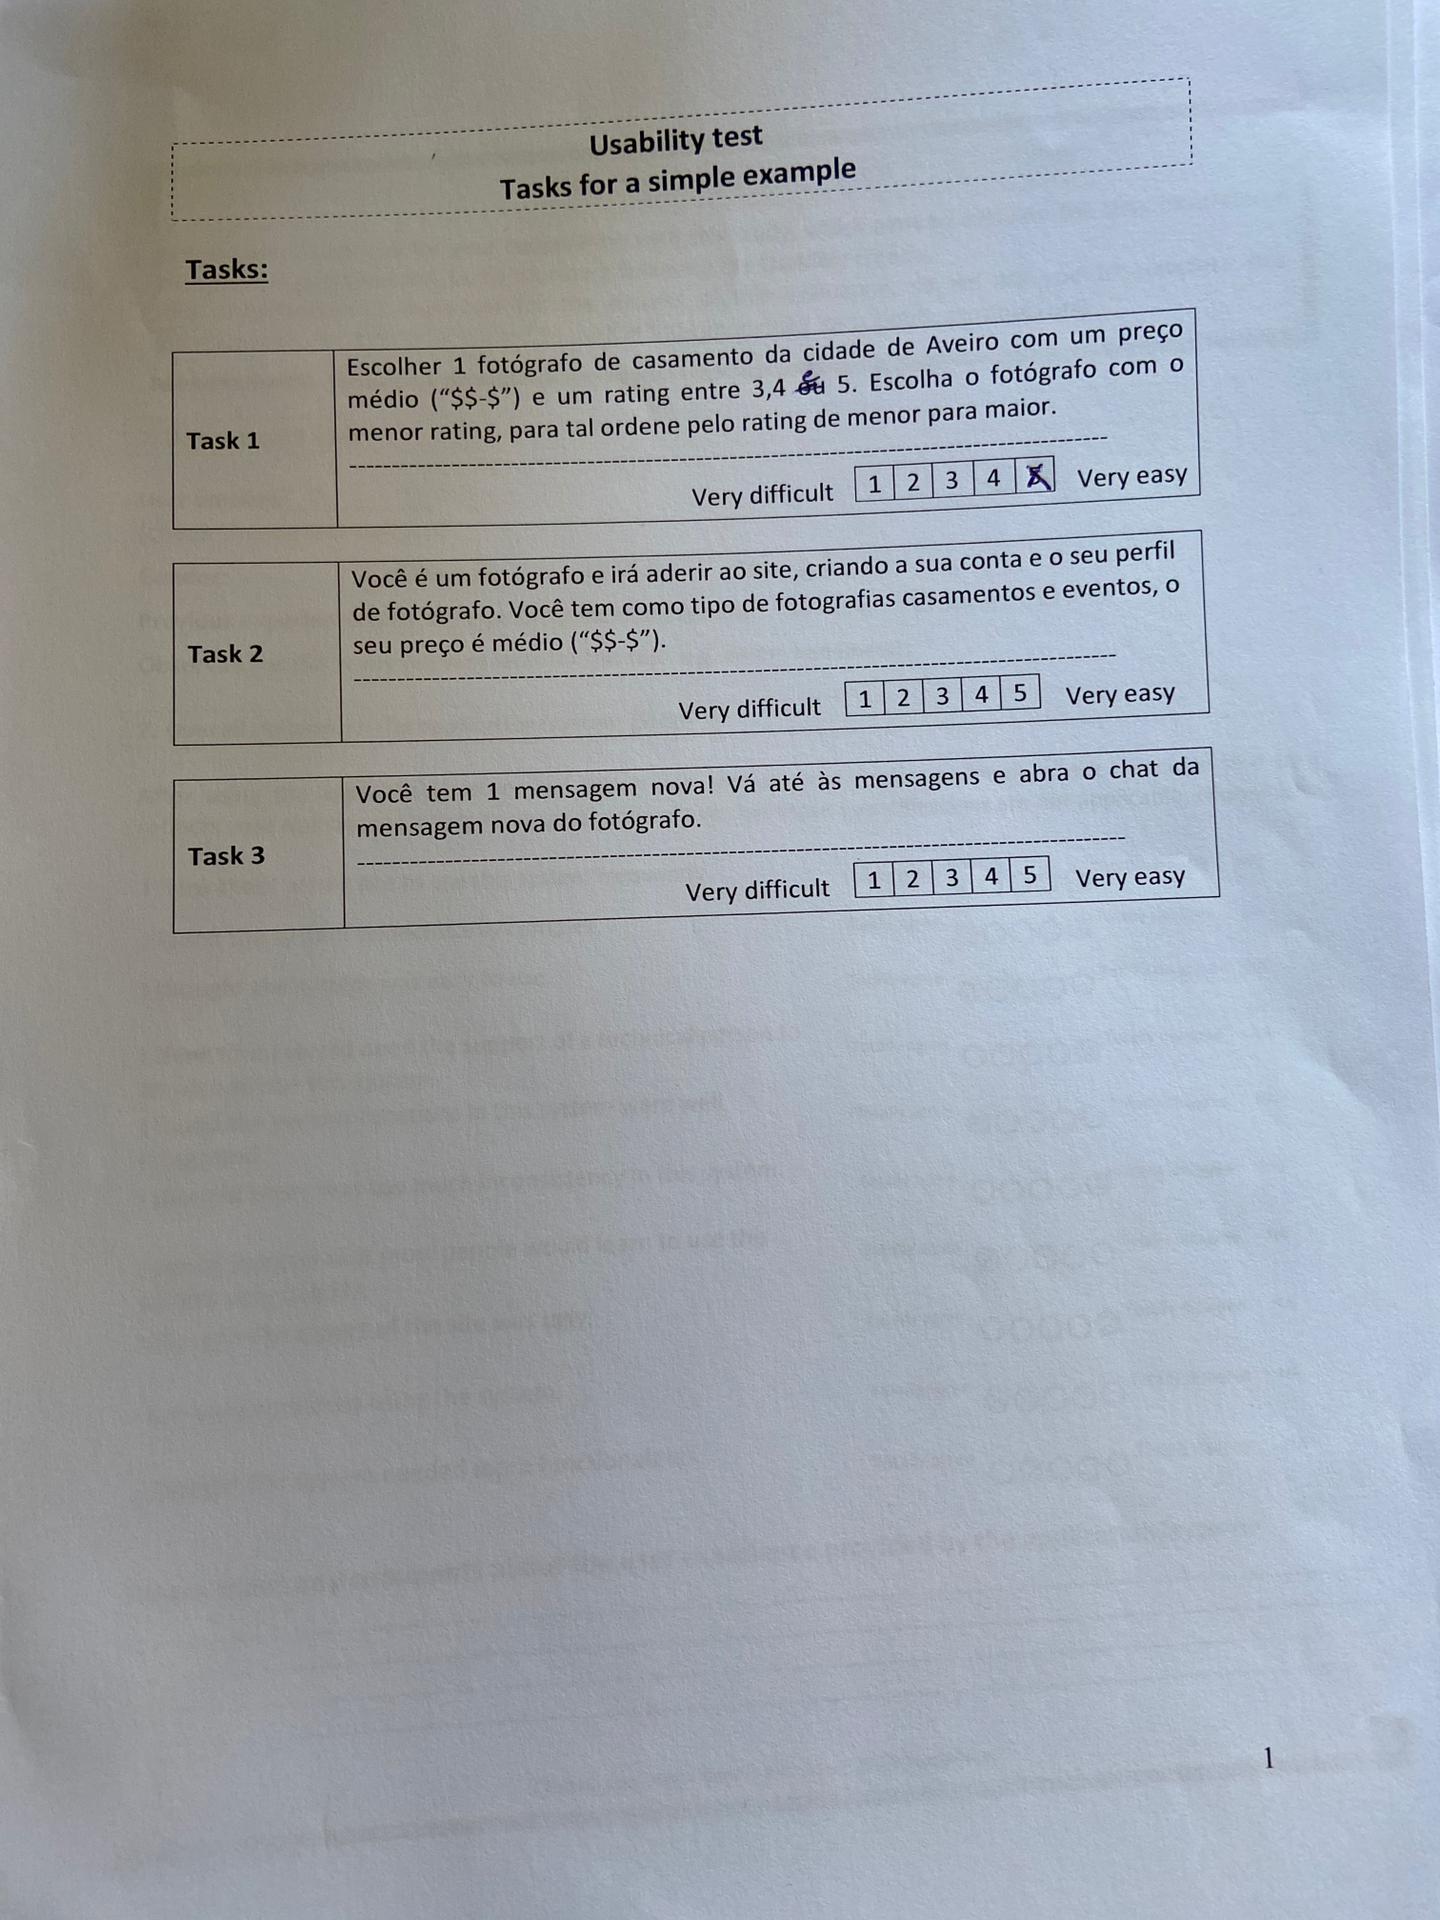 Usability test
Tasks for a simple example
Tasks:
Task 1
Escolher 1 fotógrafo de casamento da cidade de Aveiro com um preço
médio (“$$-$”) e um rating entre 3,4 e 5. Escolha o fotógrafo com o
menor rating, para tal ordene pelo rating de menor para maior.
Very difficult 1 2 3 4 5 Very easy
Task 2
Você é um fotógrafo e irá aderir ao site, criando a sua conta e o seu perfil
de fotógrafo. Você tem como tipo de fotografias casamentos e eventos, o
seu preço é médio (“$$-$”).
Very difficult 1 2 3 4 5 Very easy
Task 3
Você tem 1 mensagem nova! Vá até às mensagens e abra o chat da
mensagem nova do fotógrafo.
Very difficult 1 2 3 4 5 Very easy
1